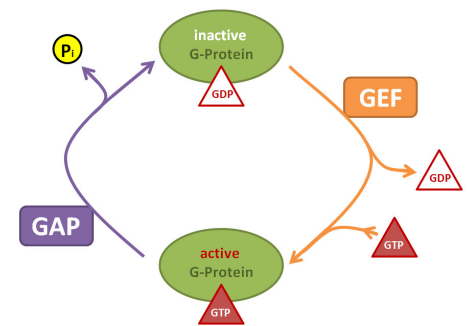 inactive
G-Protein
GDP
Pi
GEF
GDP
GTP
GAP
active
G-Protein
GTP